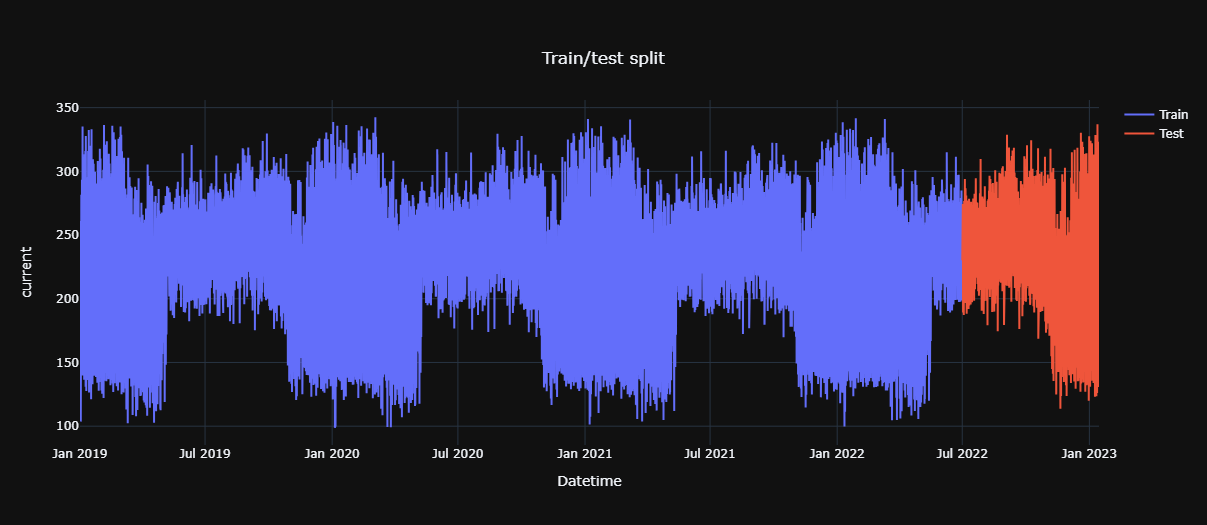 Train/test split
Train
Test
350
300
250
200
150
100
current
Jan 2019 Jul 2019 Jan 2020 Jul 2020 Jan 2021 Jul 2021 Jan 2022 Jul 2022 Jan 2023
Datetime